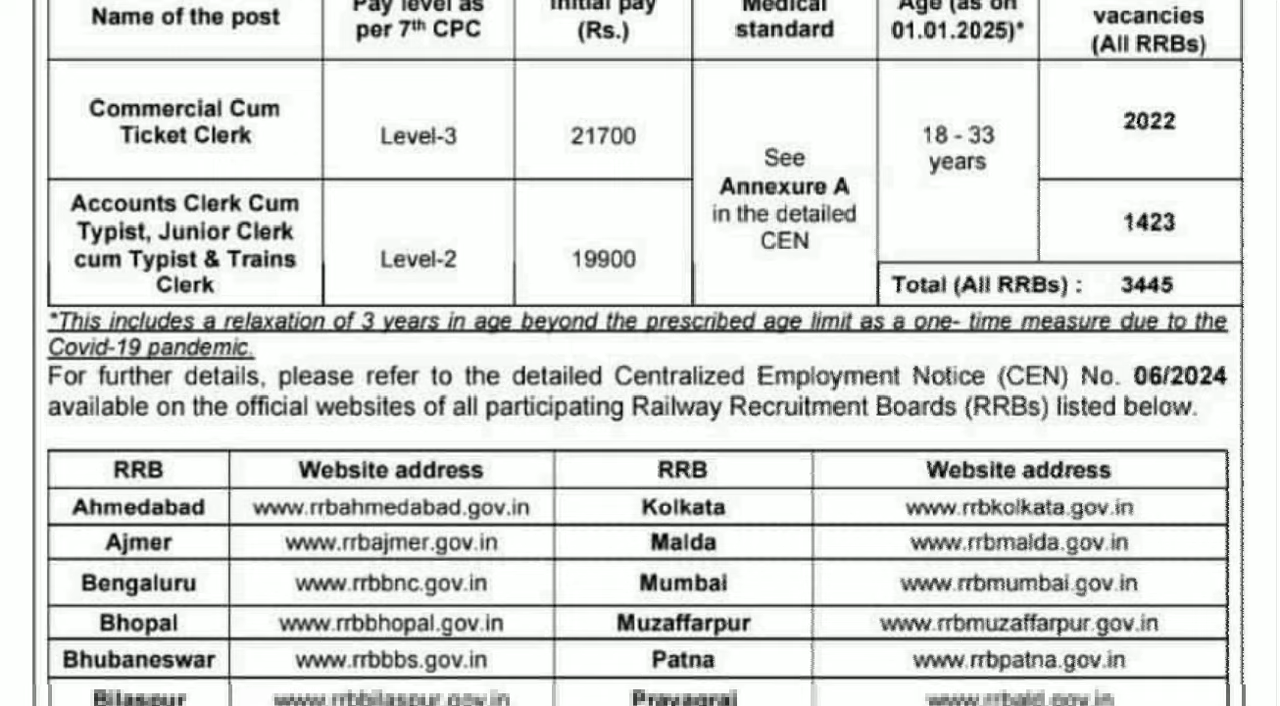 Name of the post
Pay level as
per 7th CPC
Initial pay
(Rs.)
Medical
standard
Age (as on
01.01.2025)*
vacancies
(All RRBs)
Commercial Cum
Ticket Clerk
Level-3
21700
See
Annexure A
in the detailed
CEN
18 - 33
years
2022
Accounts Clerk Cum
Typist, Junior Clerk
cum Typist & Trains
Clerk
Level-2
19900
1423
Total (All RRBs) : 3445
*This includes a relaxation of 3 years in age beyond the prescribed age limit as a one- time measure due to the
Covid-19 pandemic.
For further details, please refer to the detailed Centralized Employment Notice (CEN) No. 06/2024
available on the official websites of all participating Railway Recruitment Boards (RRBs) listed below.
RRB Website address RRB Website address
Ahmedabad www.rrbahmedabad.gov.in Kolkata www.rrbkolkata.gov.in
Ajmer www.rrbajmer.gov.in Malda www.rrbmalda.gov.in
Bengaluru www.rrbbnc.gov.in Mumbai www.rrbmumbai.gov.in
Bhopal www.rrbbhopal.gov.in Muzaffarpur www.rrbmuzaffarpur.gov.in
Bhubaneswar www.rrbbbs.gov.in Patna www.rrbpatna.gov.in
Bilaspur www.rrbbilaspur.gov.in Prayagraj www.rrbald.gov.in